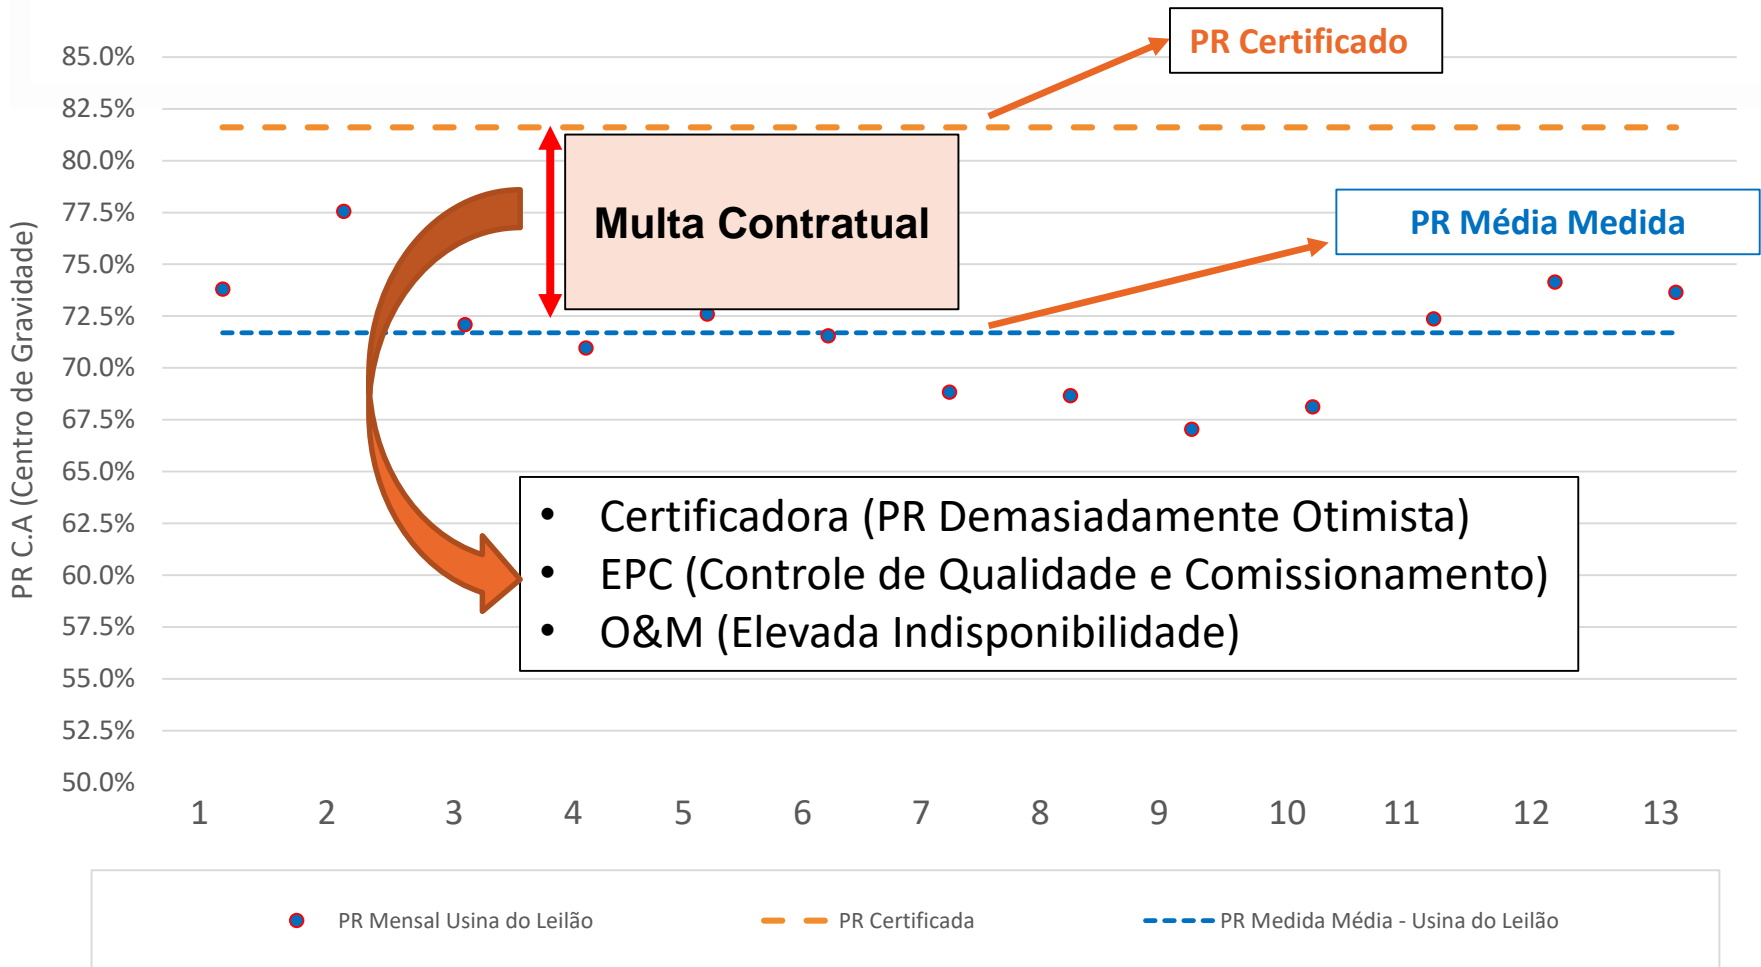 PR Certificado
85.0%
82.5%
80.0%
77.5%
75.0%
72.5%
70.0%
67.5%
65.0%
62.5%
60.0%
57.5%
55.0%
52.5%
50.0%
PR C.A (Centro de Gravidade)
Multa Contratual
PR Média Medida
• Certificadora (PR Demasiadamente Otimista)
• EPC (Controle de Qualidade e Comissionamento)
• O&M (Elevada Indisponibilidade)
1 2 3 4 5 6 7 8 9 10 11 12 13
PR Mensal Usina do Leilão
PR Certificada
PR Medida Média - Usina do Leilão